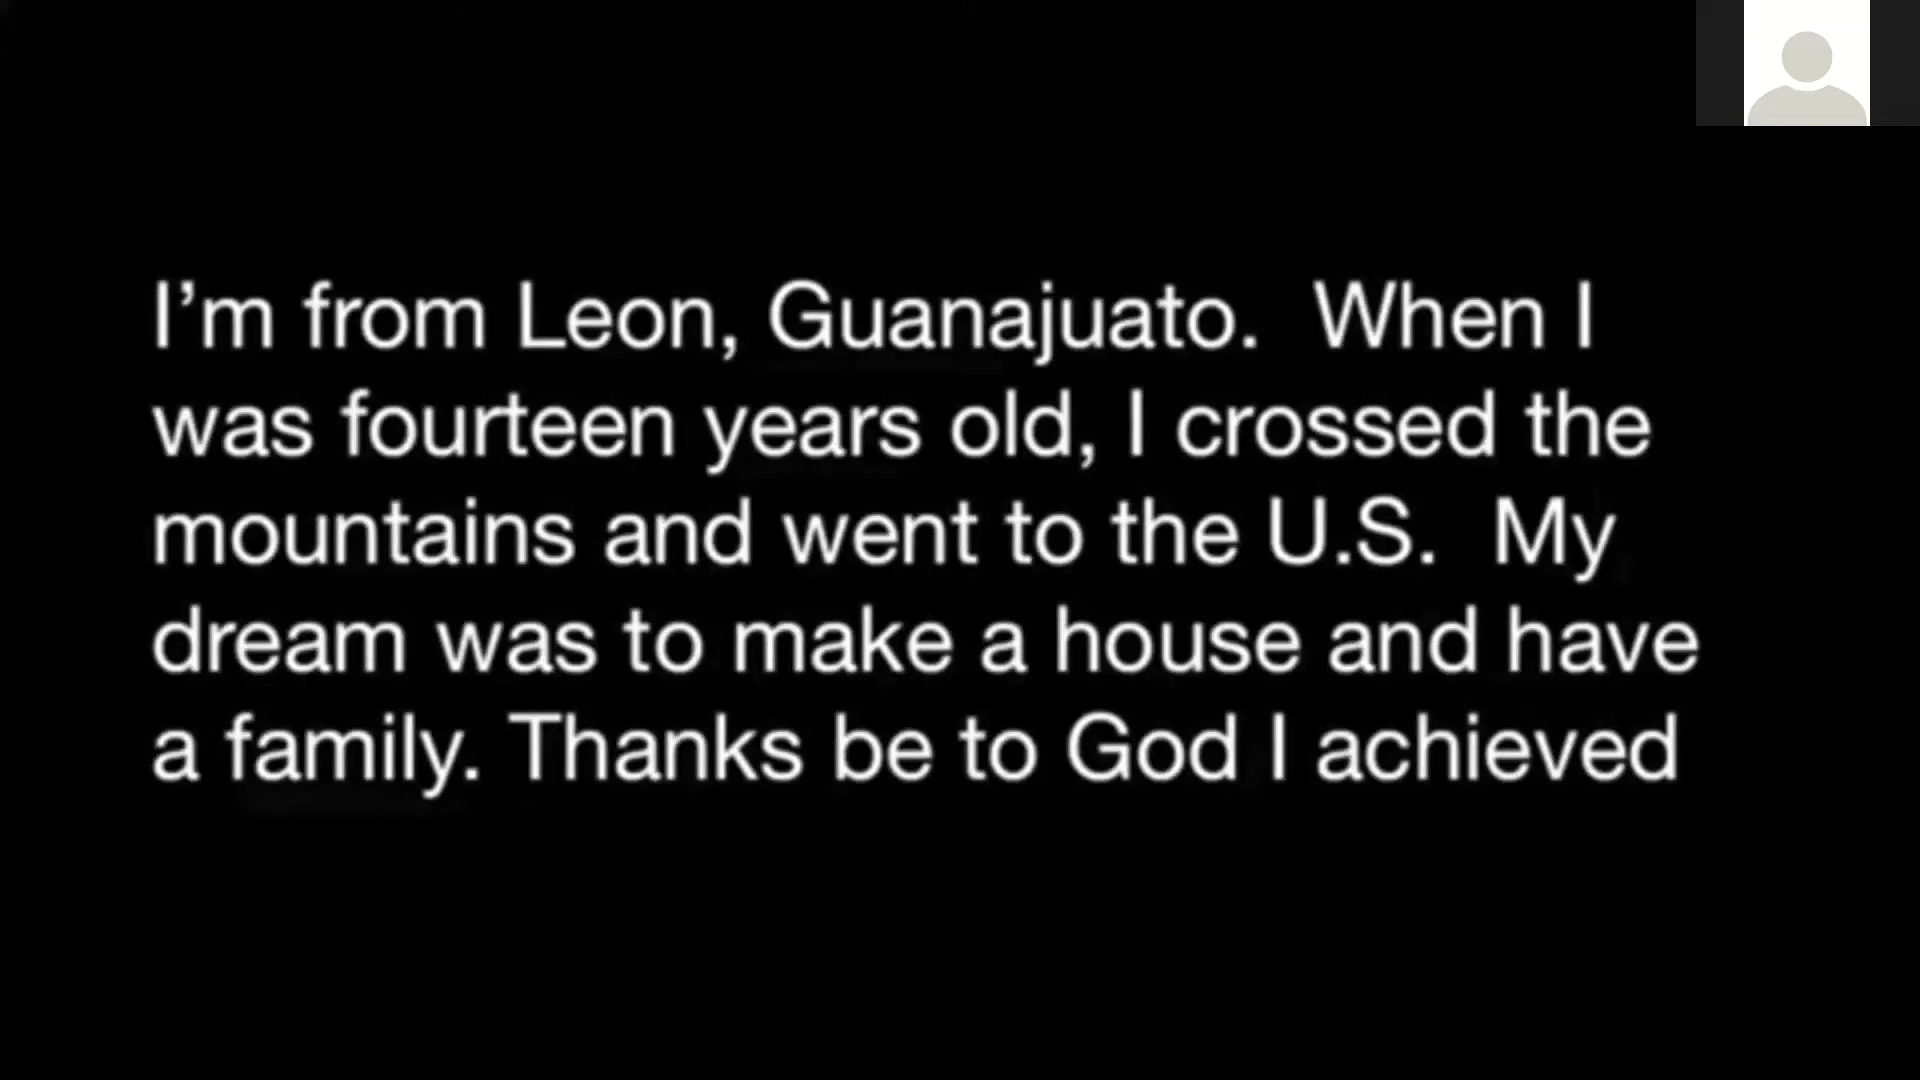 I’m from Leon, Guanajuato.  When I
was fourteen years old, I crossed the
mountains and went to the U.S.  My
dream was to make a house and have
a family. Thanks be to God I achieved